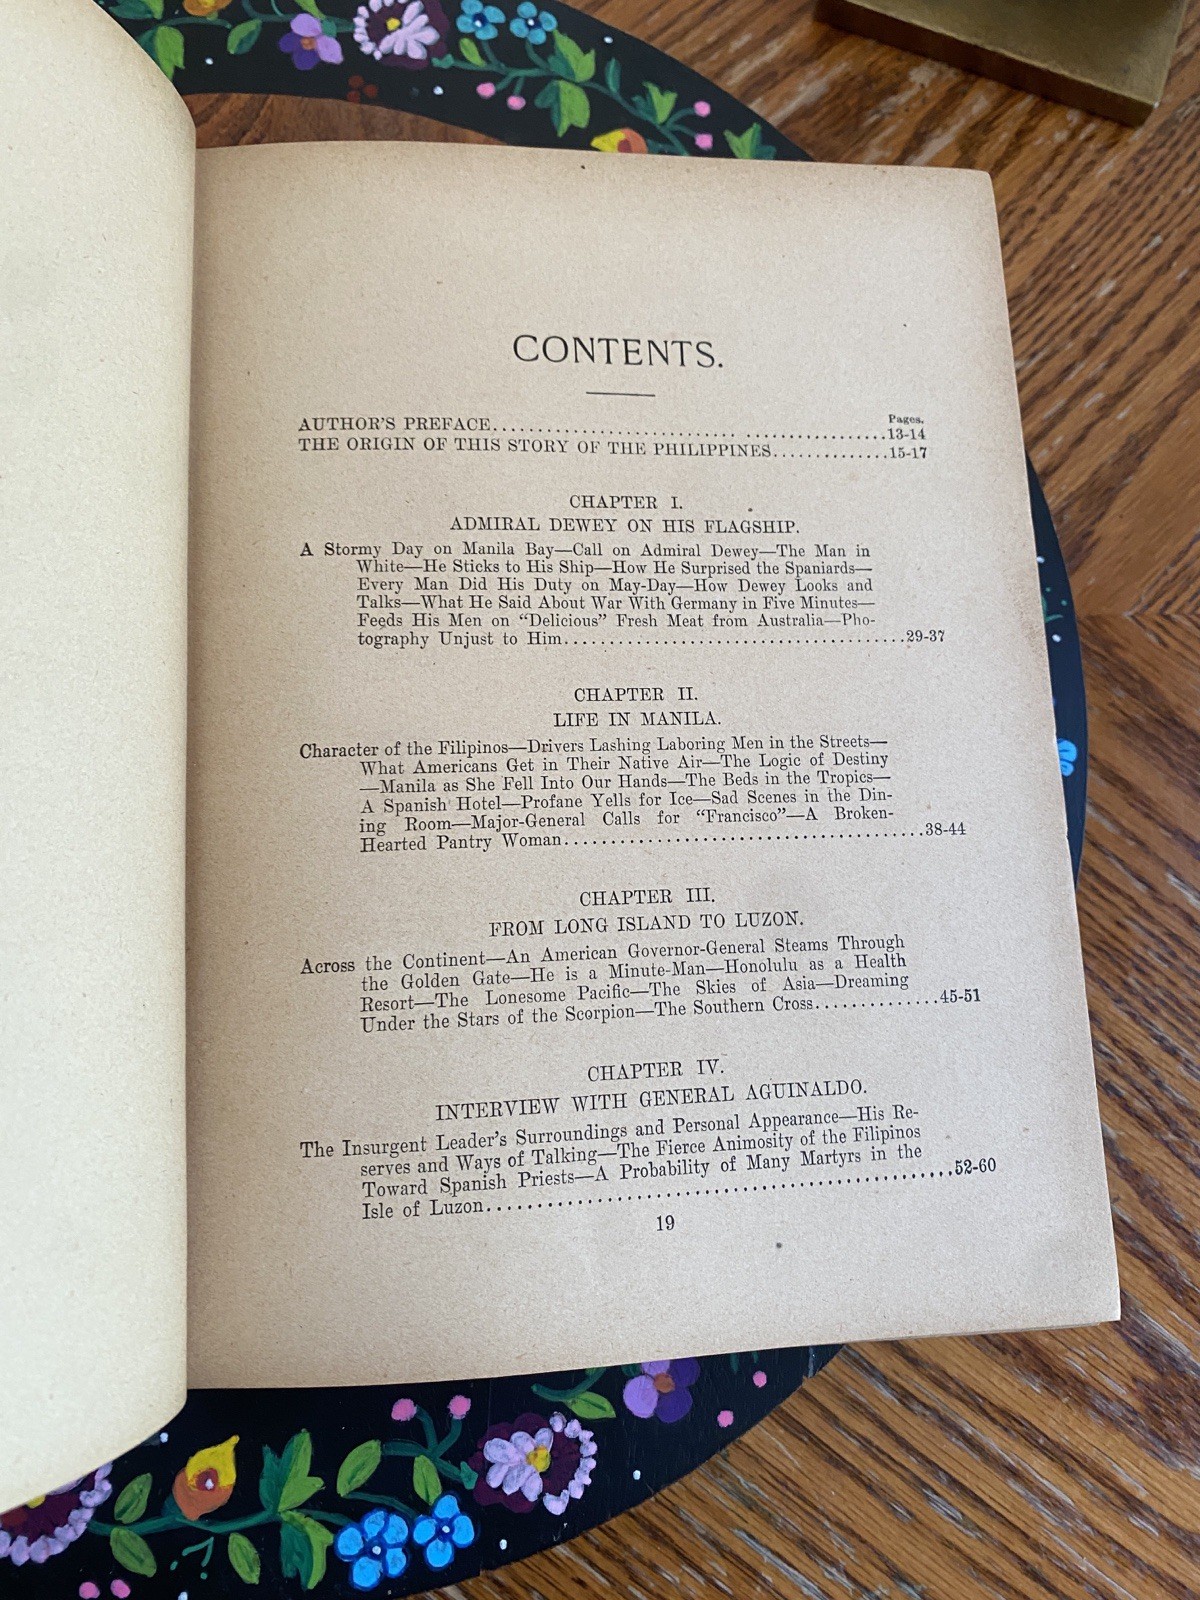 CONTENTS.
Pages.
AUTHOR'S PREFACE............................ ................13-14
THE ORIGIN OF THIS STORY OF THE PHILIPPINES.............15-17
CHAPTER I.
ADMIRAL DEWEY ON HIS FLAGSHIP.
A Stormy Day on Manila Bay—Call on Admiral Dewey—The Man in
White—He Sticks to His Ship—How He Surprised the Spaniards—
Every Man Did His Duty on May-Day—How Dewey Looks and
Talks—What He Said About War With Germany in Five Minutes—
Feeds His Men on "Delicious" Fresh Meat from Australia—Pho-
tography Unjust to Him......................................29-37
CHAPTER II.
LIFE IN MANILA.
Character of the Filipinos—Drivers Lashing Laboring Men in the Streets—
What Americans Get in Their Native Air—The Logic of Destiny
—Manila as She Fell Into Our Hands—The Beds in the Tropics—
A Spanish Hotel—Profane Yells for Ice—Sad Scenes in the Din-
ing Room—Major-General Calls for "Francisco"—A Broken-
Hearted Pantry Woman.......................................38-44
CHAPTER III.
FROM LONG ISLAND TO LUZON.
Across the Continent—An American Governor-General Steams Through
the Golden Gate—He is a Minute-Man—Honolulu as a Health
Resort—The Lonesome Pacific—The Skies of Asia—Dreaming
Under the Stars of the Scorpion—The Southern Cross..............45-51
CHAPTER IV.
INTERVIEW WITH GENERAL AGUINALDO.
The Insurgent Leader's Surroundings and Personal Appearance—His Re-
serves and Ways of Talking—The Fierce Animosity of the Filipinos
Toward Spanish Priests—A Probability of Many Martyrs in the
Isle of Luzon...................................................52-60
19